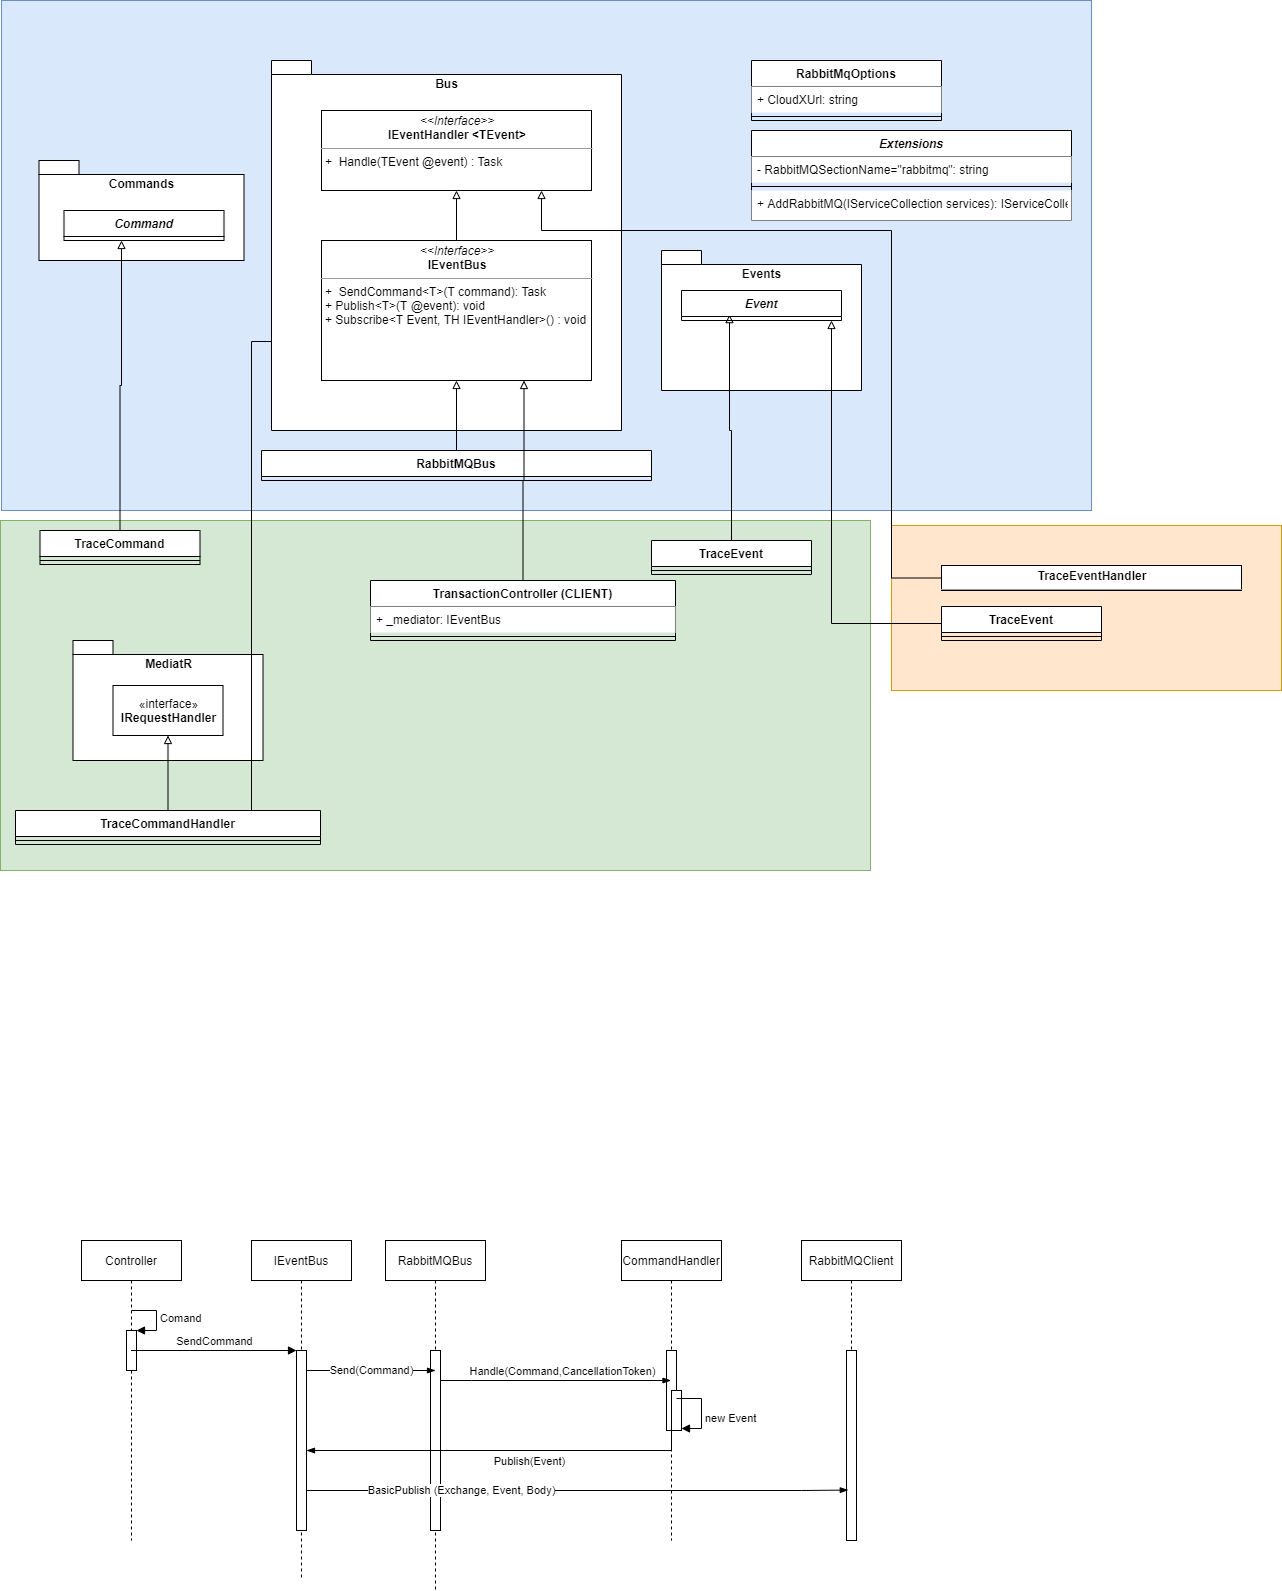 RabbitMqOptions
+ CloudXUrl: string
Extensions
- RabbitMQSectionName="rabbitmq": string
+ AddRabbitMQ(IServiceCollection services): IServiceColle
Bus
<<Interface>>
IEventHandler <TEvent>
+  Handle(TEvent @event) : Task
<<Interface>>
IEventBus
+  SendCommand<T>(T command): Task
+ Publish<T>(T @event): void
+ Subscribe<T Event, TH IEventHandler>() : void
Commands
Command
Events
Event
RabbitMQBus
TraceCommand
TransactionController (CLIENT)
+ _mediator: IEventBus
TraceEvent
TraceEventHandler
TraceEvent
MediatR
«interface»
IRequestHandler
TraceCommandHandler
Controller
IEventBus
RabbitMQBus
CommandHandler
RabbitMQClient
Comand
SendCommand
Send(Command)
Handle(Command,CancellationToken)
new Event
Publish(Event)
BasicPublish (Exchange, Event, Body)